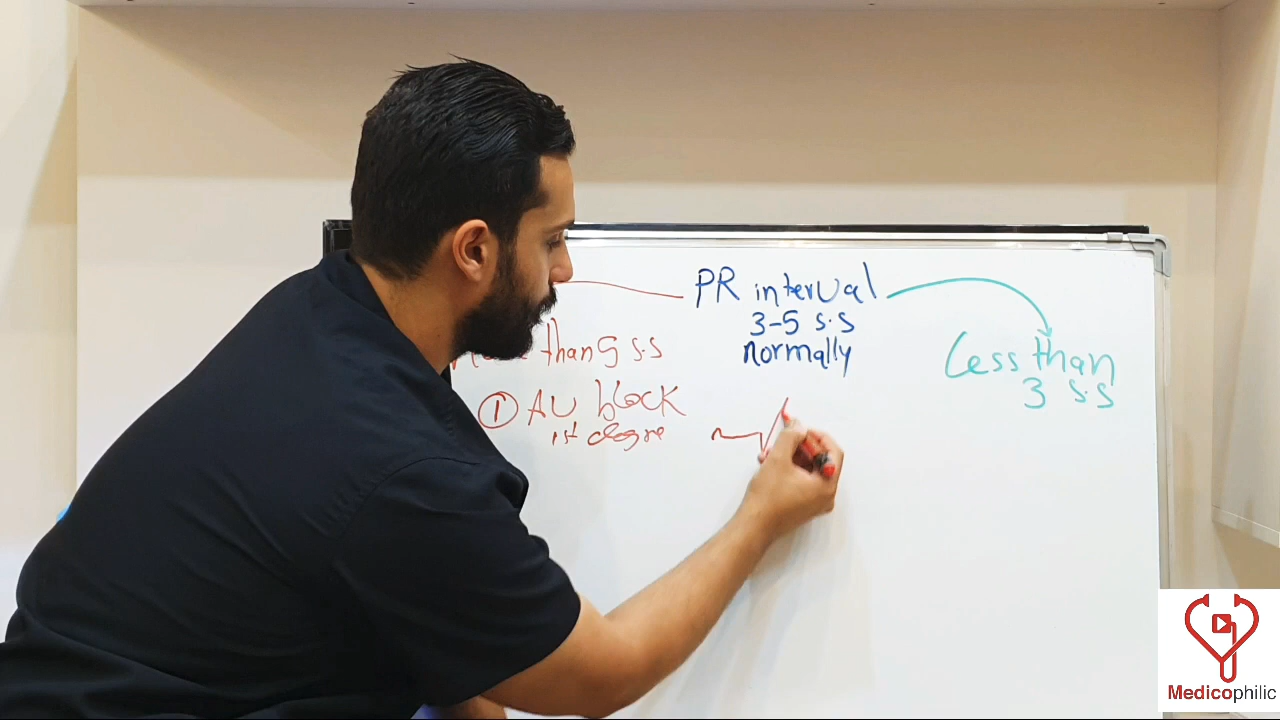 PR interval
3-5 s.s
normally
than 5 s.s
① AV block
1st degree
Less than
3 s.s
Medicophilic